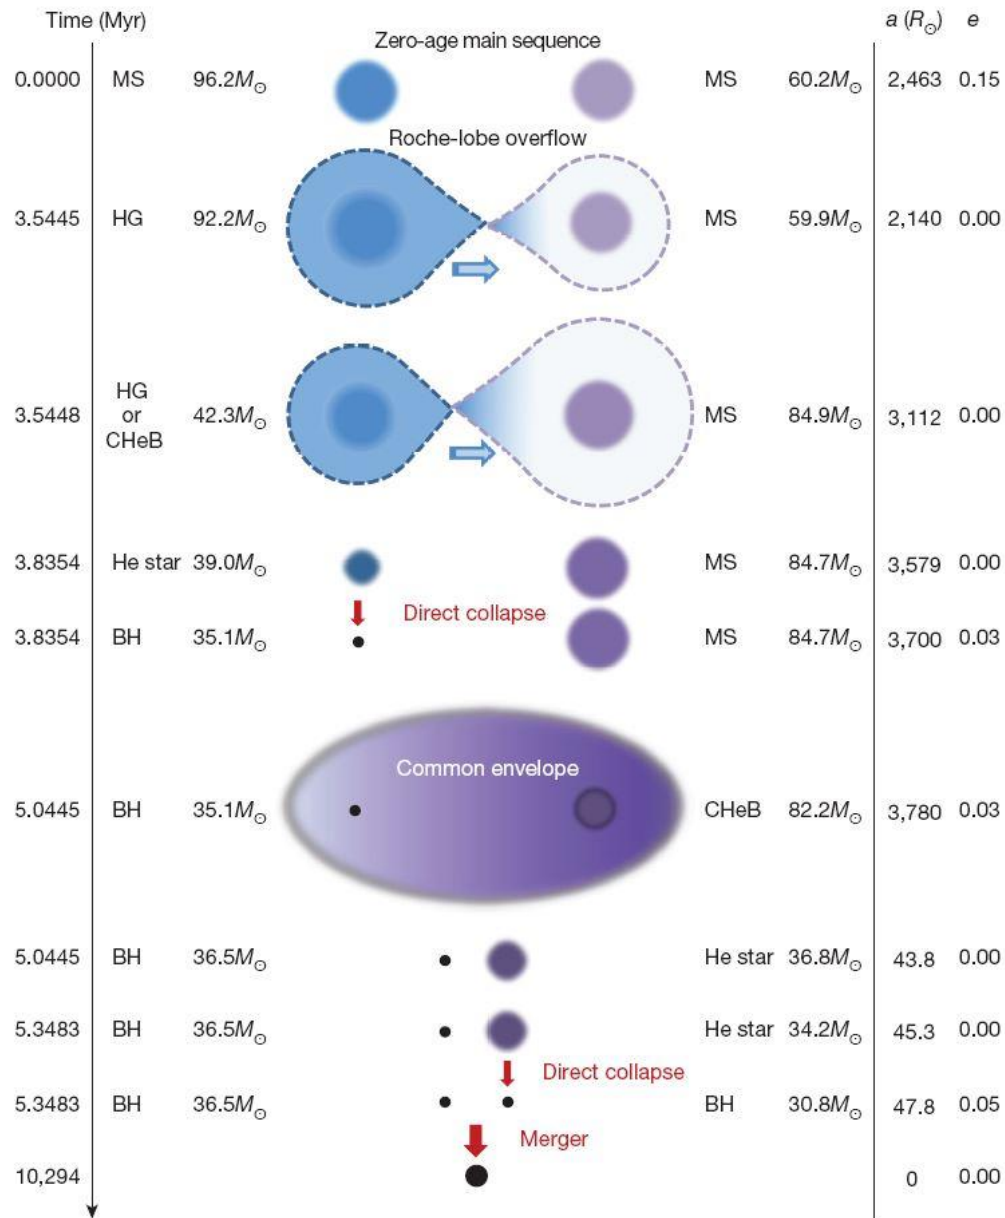 Time (Myr) a (R☉) e
Zero-age main sequence
0.0000 MS 96.2M☉ MS 60.2M☉ 2,463 0.15
Roche-lobe overflow
3.5445 HG 92.2M☉ MS 59.9M☉ 2,140 0.00
HG
or
CHeB
3.5448 42.3M☉ MS 84.9M☉ 3,112 0.00
3.8354 He star 39.0M☉ MS 84.7M☉ 3,579 0.00
Direct collapse
3.8354 BH 35.1M☉ MS 84.7M☉ 3,700 0.03
Common envelope
5.0445 BH 35.1M☉ CHeB 82.2M☉ 3,780 0.03
5.0445 BH 36.5M☉ He star 36.8M☉ 43.8 0.00
5.3483 BH 36.5M☉ He star 34.2M☉ 45.3 0.00
Direct collapse
5.3483 BH 36.5M☉ BH 30.8M☉ 47.8 0.05
Merger
10,294 0 0.00